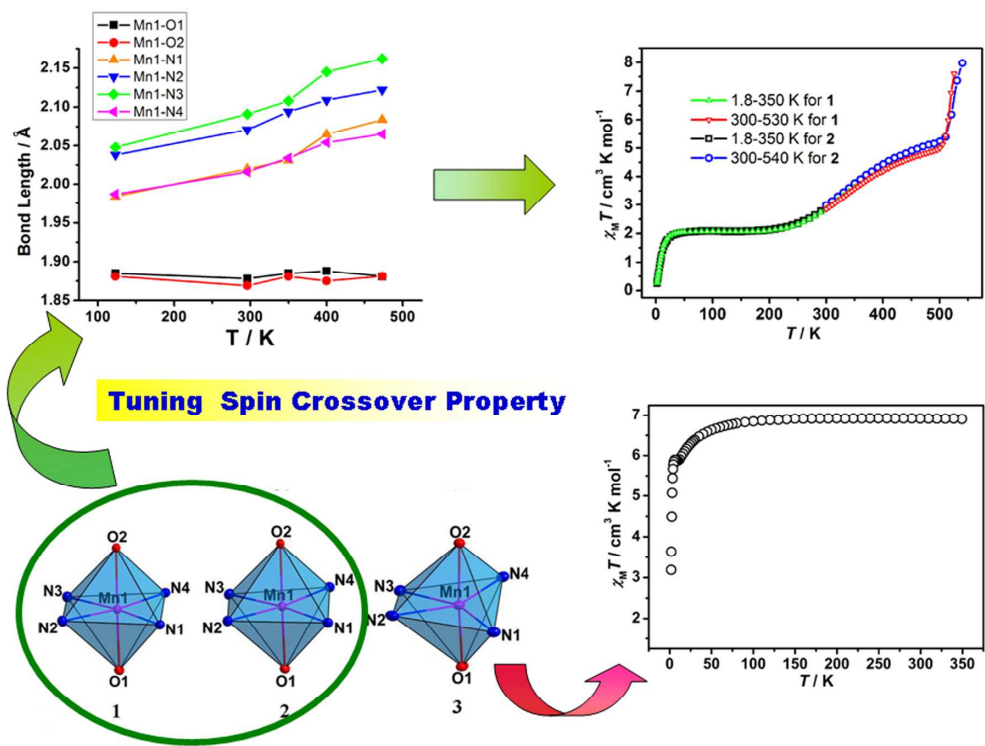 Mn1-O1
Mn1-O2
Mn1-N1
Mn1-N2
Mn1-N3
Mn1-N4
Bond Length / Å
2.15
2.10
2.05
2.00
1.95
1.90
1.85
100 200 300 400 500
T / K
χMT / cm3 K mol-1
8
7
6
5
4
3
2
1
0
1.8-350 K for 1
300-530 K for 1
1.8-350 K for 2
300-540 K for 2
0 100 200 300 400 500
T / K
Tuning Spin Crossover Property
χMT / cm3 K mol-1
7
6
5
4
3
2
0 50 100 150 200 250 300 350
T / K
O2
N3 N4
Mn1
N2 N1
O1
1
O2
N3 N4
Mn1
N2 N1
O1
2
O2
N3 N4
Mn1
N2 N1
O1
3